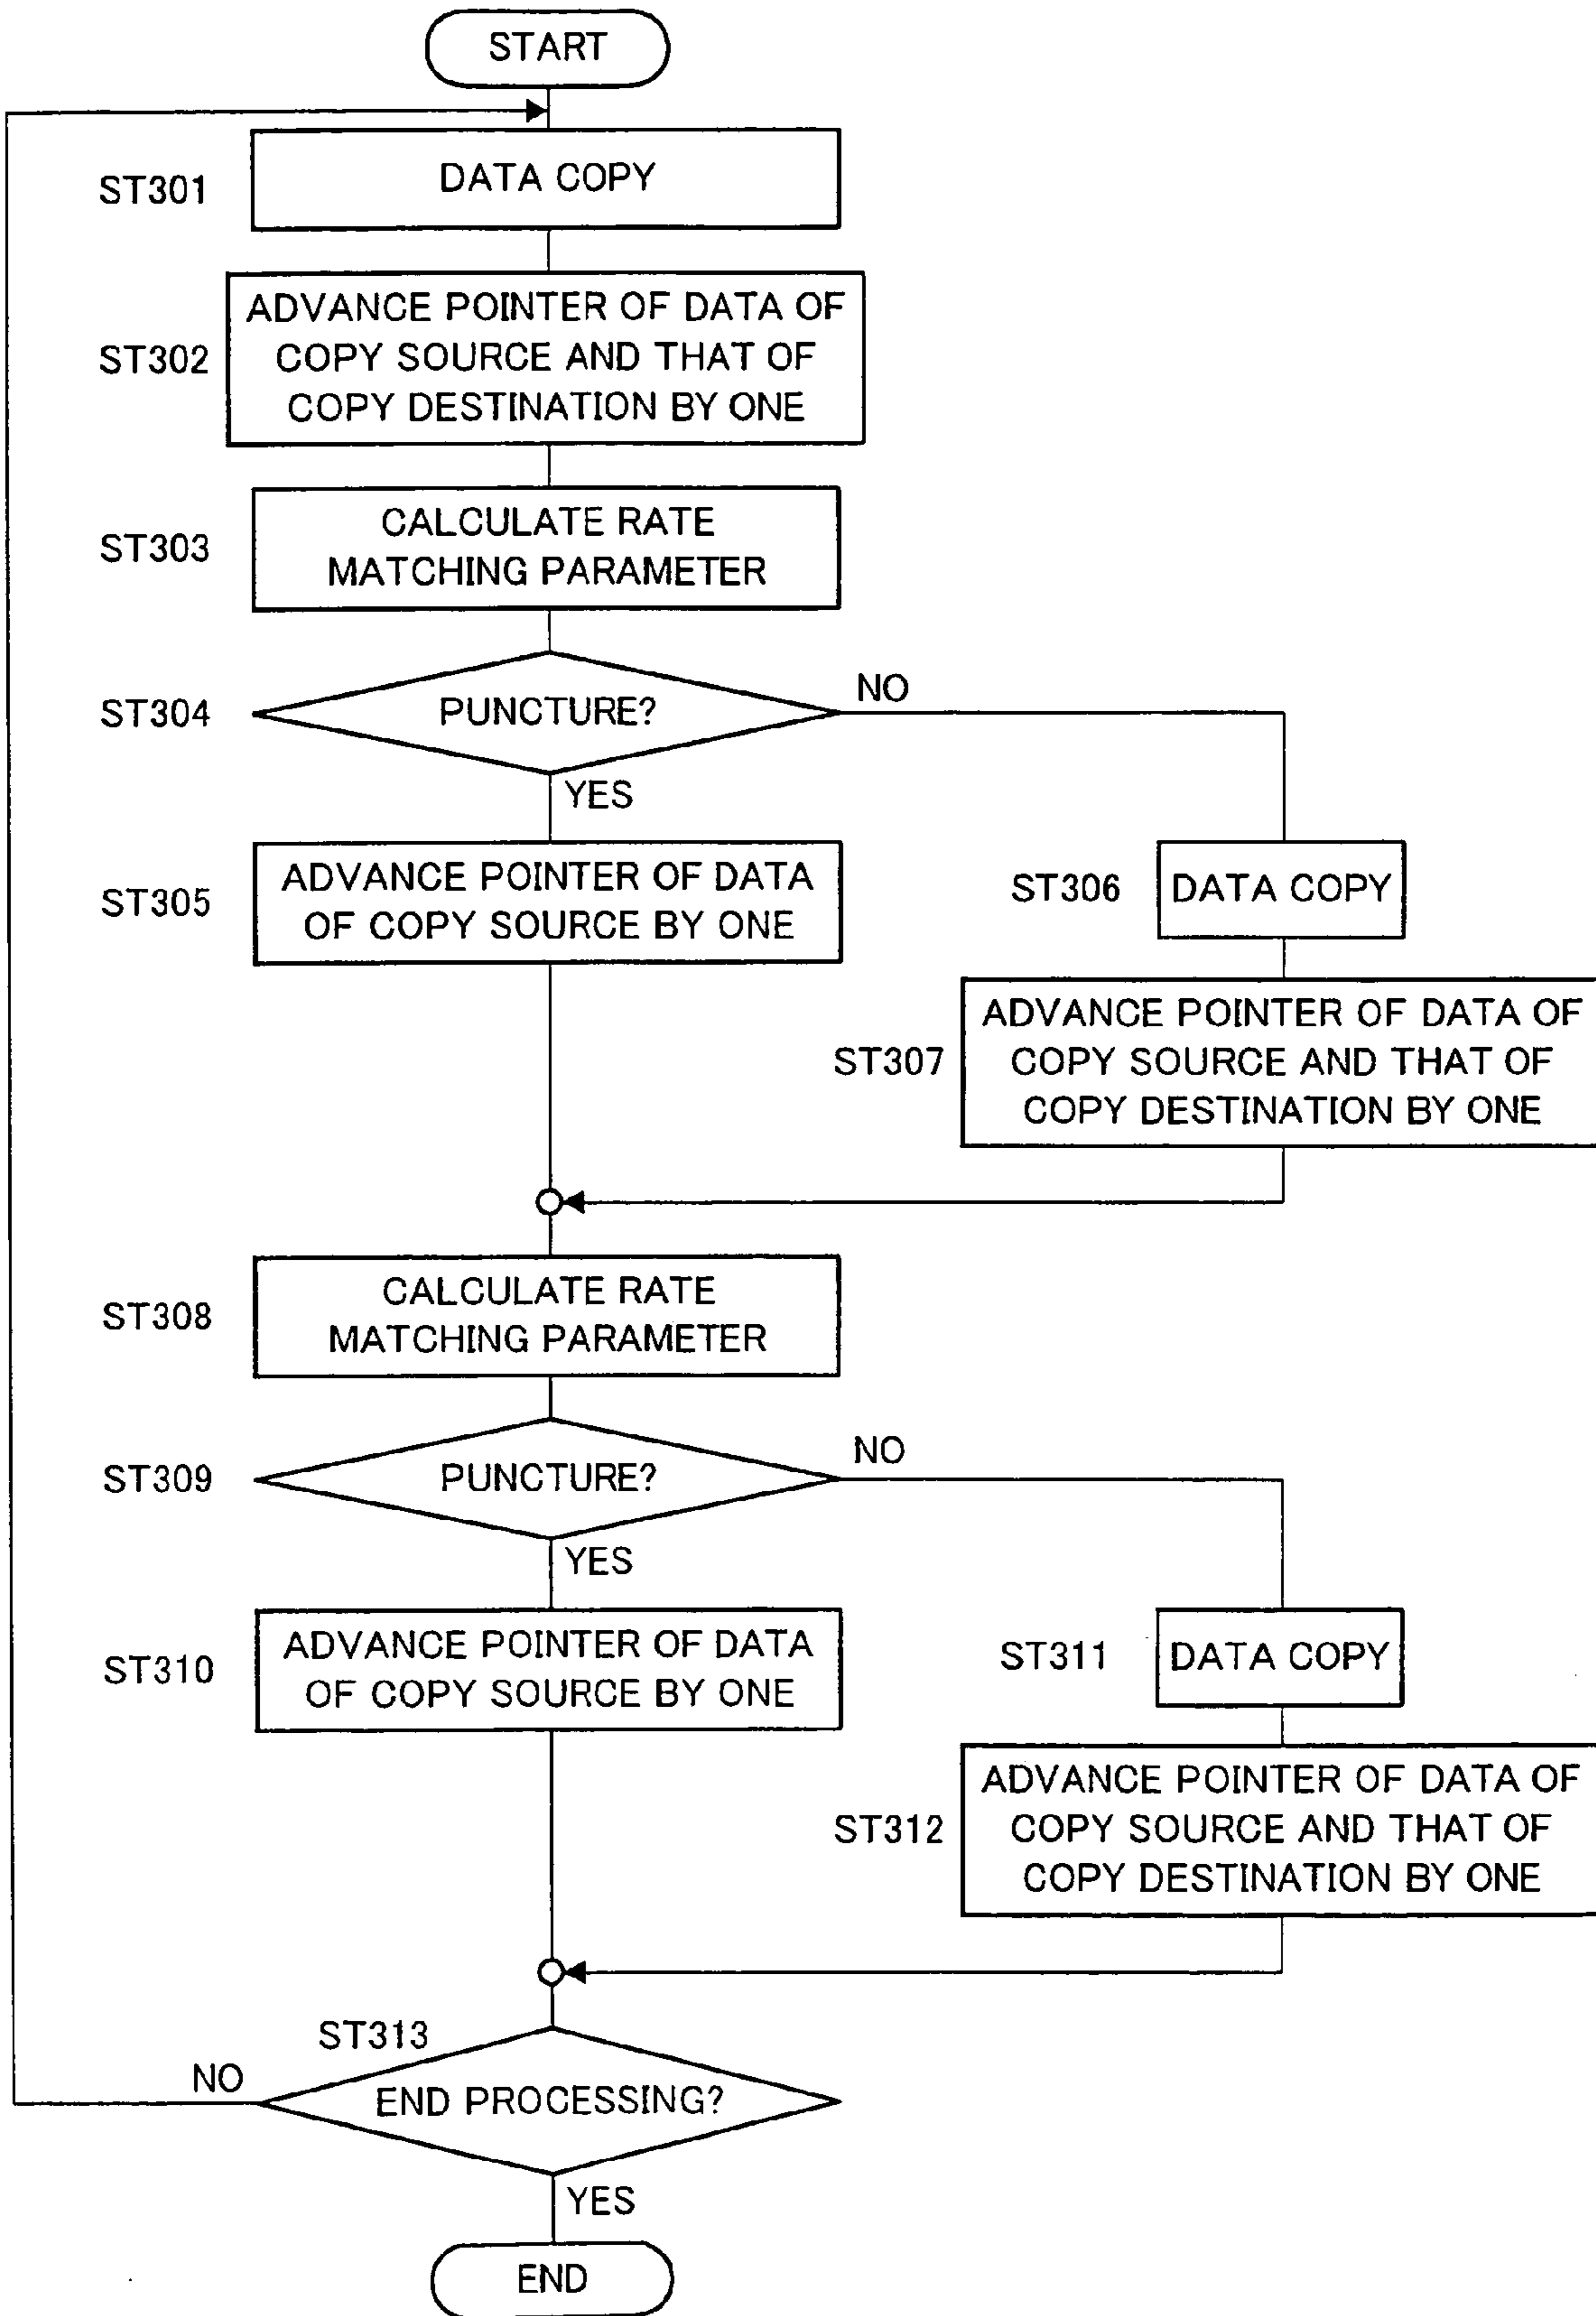 START
ST301
DATA COPY
ST302
ADVANCE POINTER OF DATA OF
COPY SOURCE AND THAT OF
COPY DESTINATION BY ONE
ST303
CALCULATE RATE
MATCHING PARAMETER
ST304
PUNCTURE?
NO
YES
ST305
ADVANCE POINTER OF DATA
OF COPY SOURCE BY ONE
ST306
DATA COPY
ST307
ADVANCE POINTER OF DATA OF
COPY SOURCE AND THAT OF
COPY DESTINATION BY ONE
ST308
CALCULATE RATE
MATCHING PARAMETER
ST309
PUNCTURE?
NO
YES
ST310
ADVANCE POINTER OF DATA
OF COPY SOURCE BY ONE
ST311
DATA COPY
ST312
ADVANCE POINTER OF DATA OF
COPY SOURCE AND THAT OF
COPY DESTINATION BY ONE
ST313
NO
END PROCESSING?
YES
END